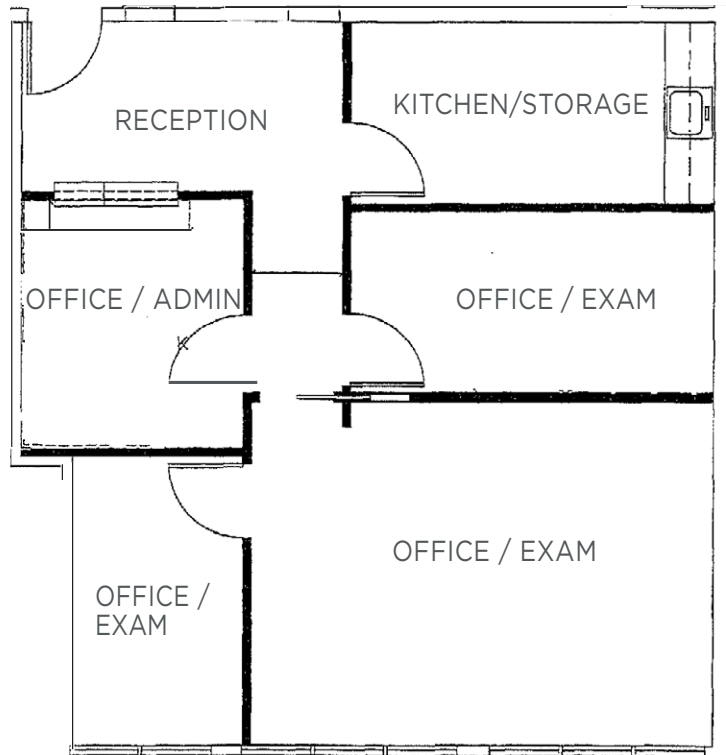 RECEPTION
KITCHEN/STORAGE
OFFICE / ADMIN
OFFICE / EXAM
OFFICE / EXAM
OFFICE /
EXAM